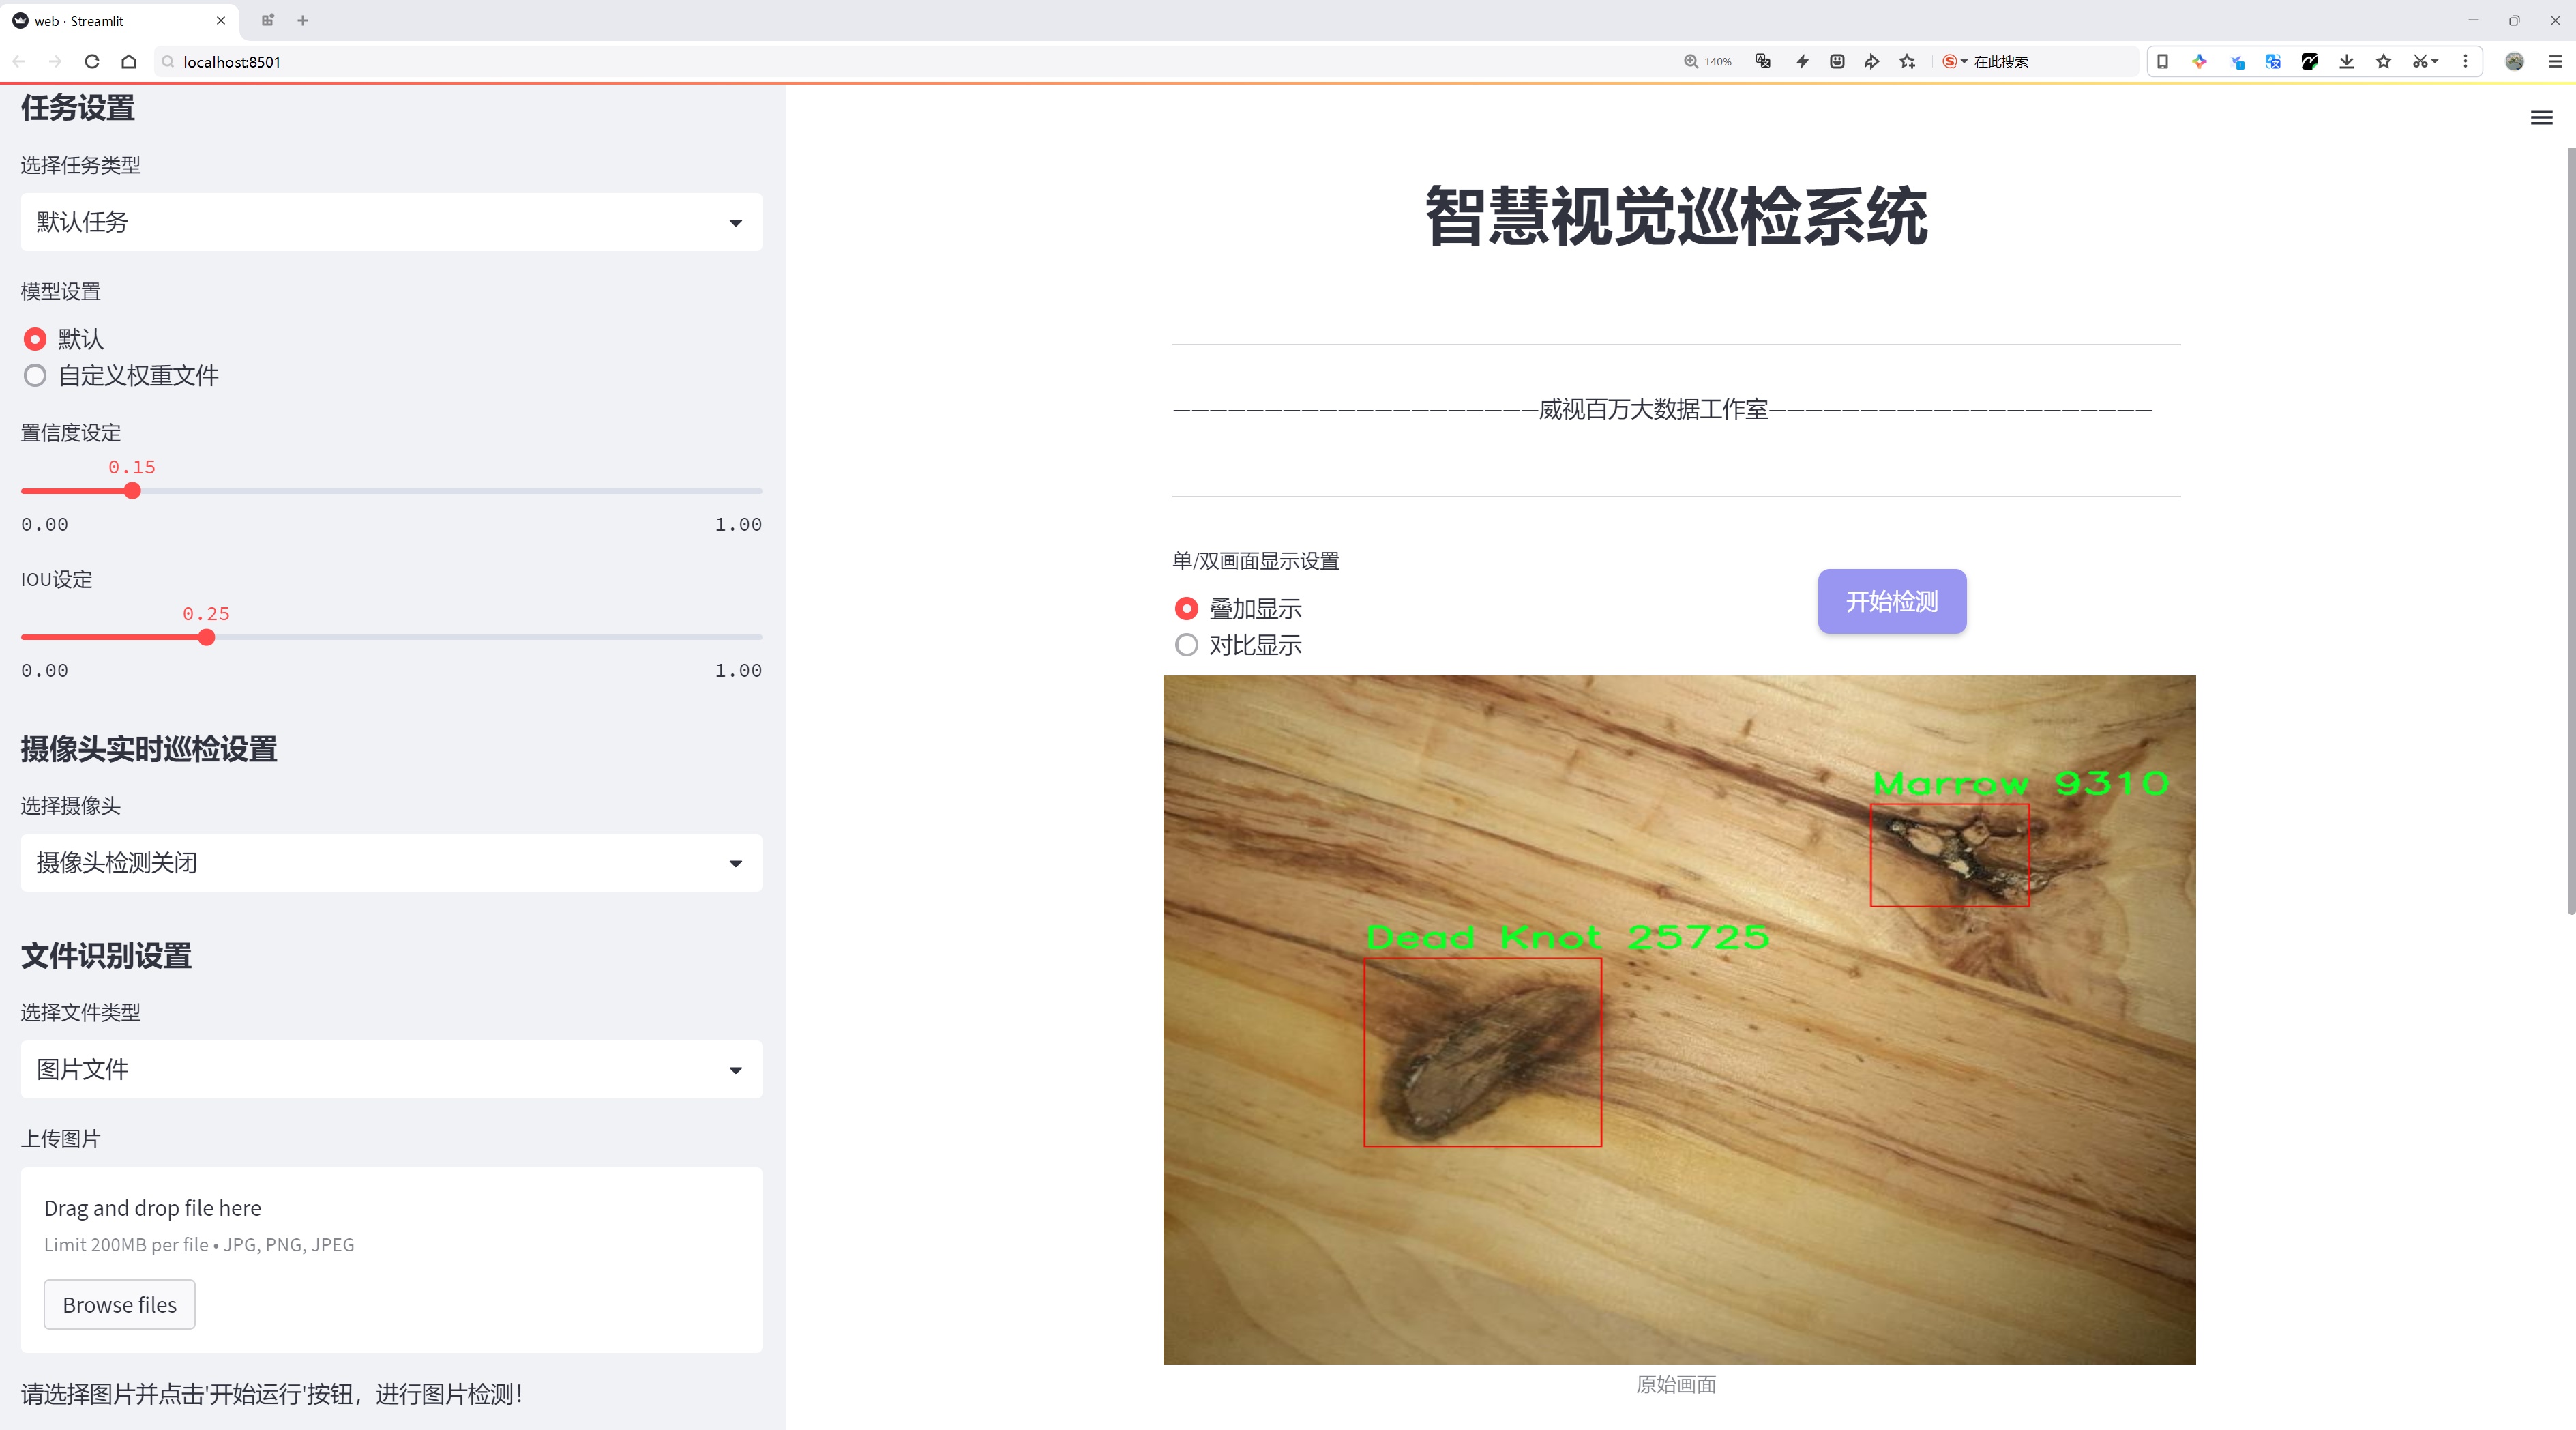 web · Streamlit
localhost:8501
140%
在此搜索
任务设置
选择任务类型
默认任务
模型设置
默认
自定义权重文件
置信度设定
0.15
0.00
1.00
IOU设定
0.25
0.00
1.00
摄像头实时巡检设置
选择摄像头
摄像头检测关闭
文件识别设置
选择文件类型
图片文件
上传图片
Drag and drop file here
Limit 200MB per file • JPG, PNG, JPEG
Browse files
请选择图片并点击'开始运行'按钮，进行图片检测！
智慧视觉巡检系统
————————————————————威视百万大数据工作室—————————————————————
单/双画面显示设置
叠加显示
对比显示
开始检测
Marrow 9310
Dead Knot 25725
原始画面